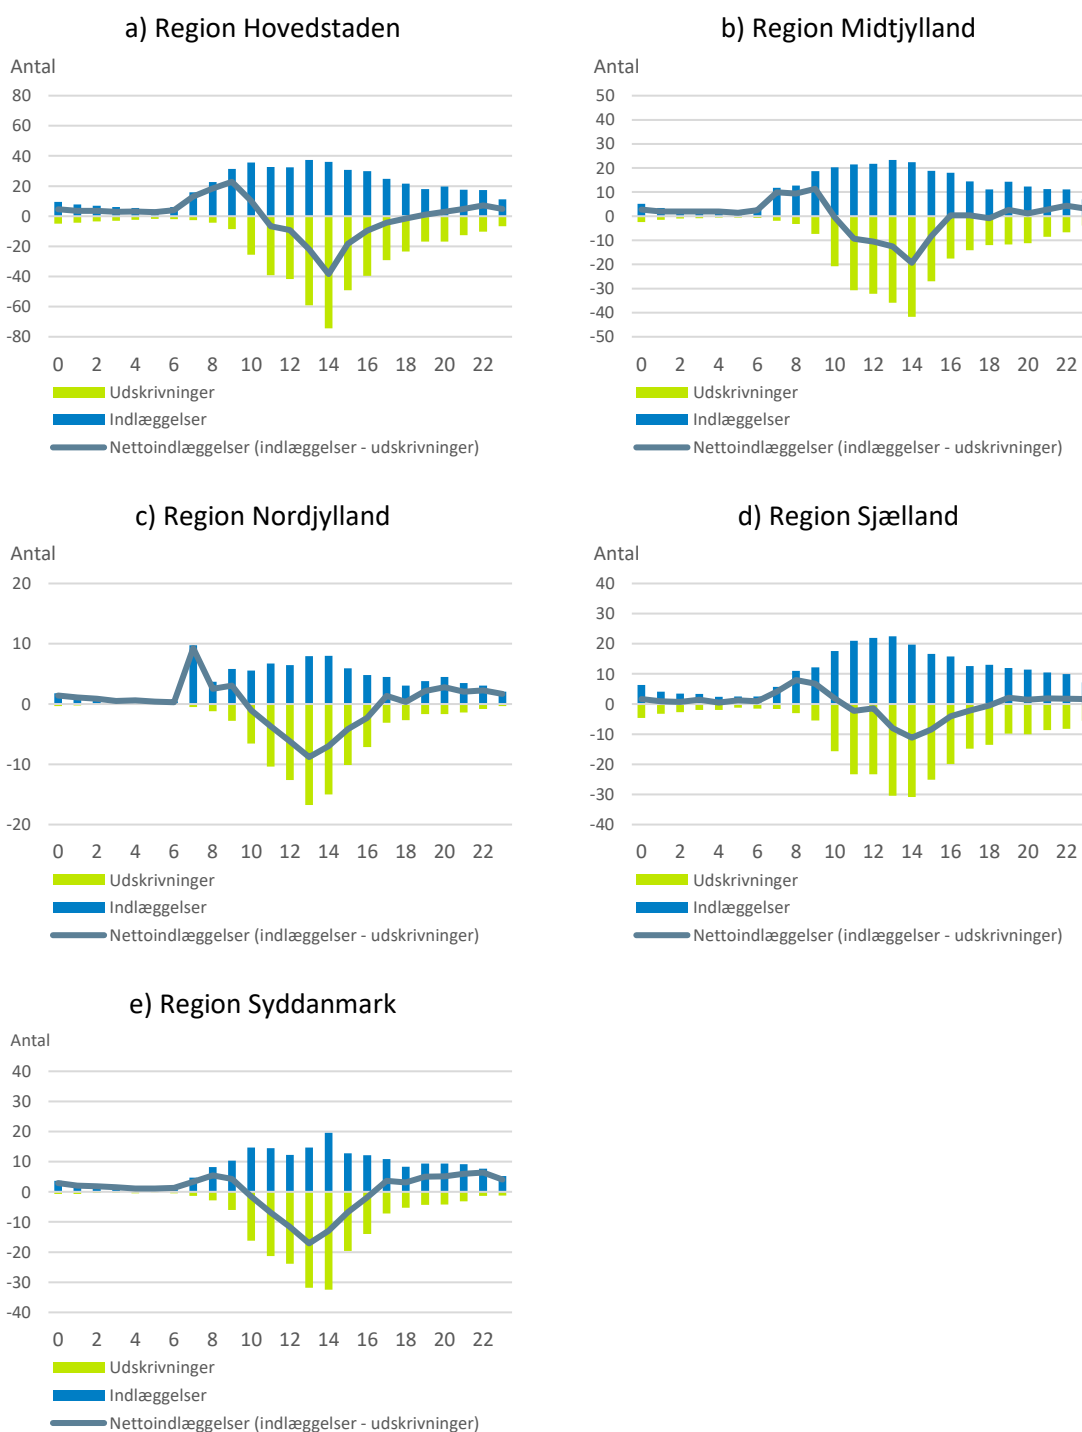 a) Region Hovedstaden
Antal
80
60
40
20
0
-20
-40
-60
-80
0 2 4 6 8 10 12 14 16 18 20 22
Udskrivninger
Indlæggelser
Nettoindlæggelser (indlæggelser - udskrivninger)
b) Region Midtjylland
Antal
50
40
30
20
10
0
-10
-20
-30
-40
-50
0 2 4 6 8 10 12 14 16 18 20 22
Udskrivninger
Indlæggelser
Nettoindlæggelser (indlæggelser - udskrivninger)
c) Region Nordjylland
Antal
20
10
0
-10
-20
0 2 4 6 8 10 12 14 16 18 20 22
Udskrivninger
Indlæggelser
Nettoindlæggelser (indlæggelser - udskrivninger)
d) Region Sjælland
Antal
40
30
20
10
0
-10
-20
-30
-40
0 2 4 6 8 10 12 14 16 18 20 22
Udskrivninger
Indlæggelser
Nettoindlæggelser (indlæggelser - udskrivninger)
e) Region Syddanmark
Antal
40
30
20
10
0
-10
-20
-30
-40
0 2 4 6 8 10 12 14 16 18 20 22
Udskrivninger
Indlæggelser
Nettoindlæggelser (indlæggelser - udskrivninger)